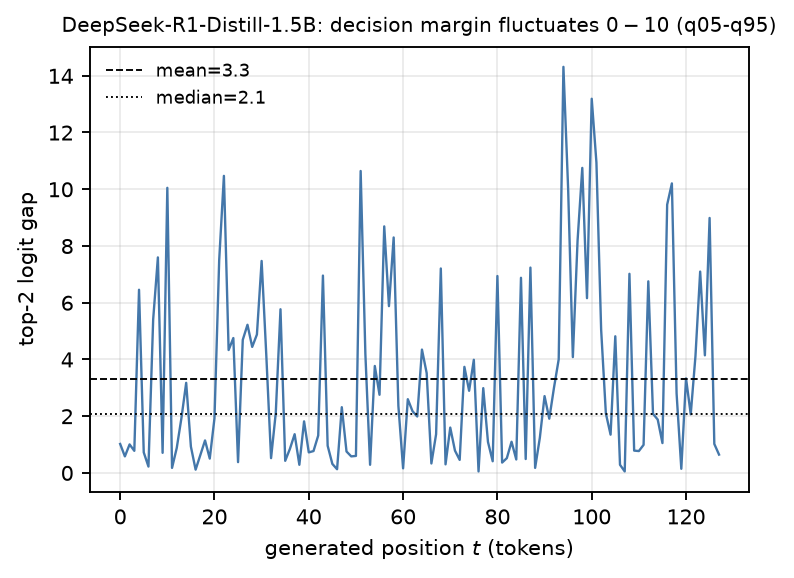 DeepSeek-R1-Distill-1.5B: decision margin fluctuates 0 − 10 (q05-q95)
mean=3.3
median=2.1
top-2 logit gap
14
12
10
8
6
4
2
0
0 20 40 60 80 100 120
generated position t (tokens)